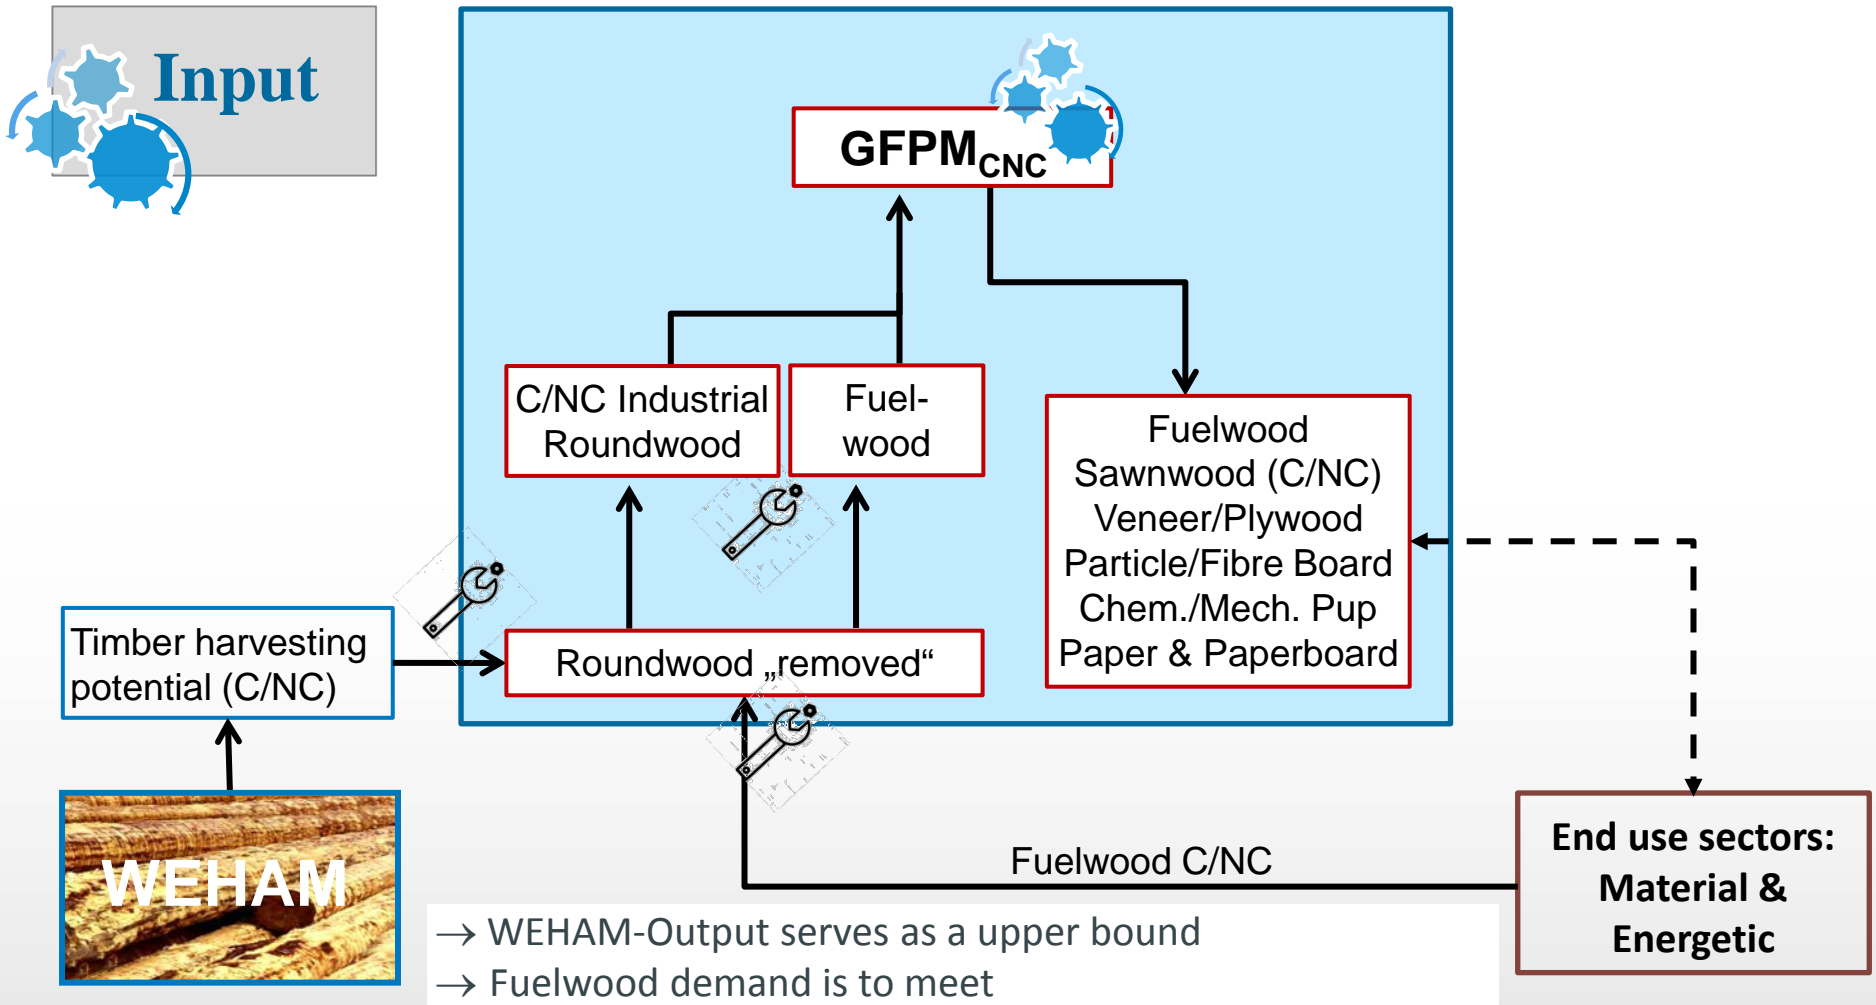 Input
GFPM CNC
C/NC Industrial
Roundwood
Fuel-
wood
Fuelwood
Sawnwood (C/NC)
Veneer/Plywood
Particle/Fibre Board
Chem./Mech. Pup
Paper & Paperboard
Timber harvesting
potential (C/NC)
Roundwood „removed“
WEHAM
Fuelwood C/NC
End use sectors:
Material &
Energetic
→ WEHAM-Output serves as a upper bound
→ Fuelwood demand is to meet